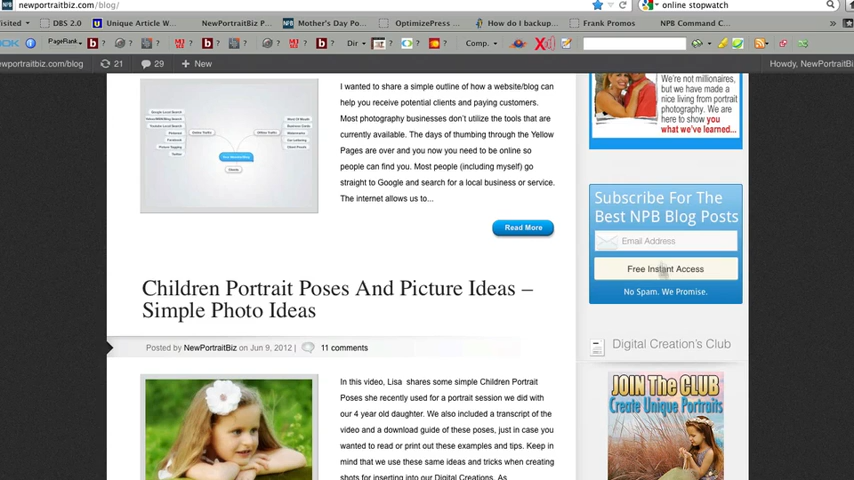 newportraitbiz.com/blog/
online stopwatch
Visited
DBS 2.0
Unique Article W...
NewPortraitBiz P...
Mother's Day Po...
OptimizePress
How do I backup...
Frank Promos
NPB Command C...
PageRank
Dir
Comp.
newportraitbiz.com/blog
21
29
New
Howdy, NewPortraitBiz
I wanted to share a simple outline of how a website/blog can
help you receive potential clients and paying customers.
Most photography businesses don't utilize the tools that are
currently available. The days of thumbing through the Yellow
Pages are over and you now you need to be online so
people can find you. Most people (including myself) go
straight to Google and search for a local business or service.
The internet allows us to...
Read More
Children Portrait Poses And Picture Ideas –
Simple Photo Ideas
Posted by NewPortraitBiz on Jun 9, 2012 |
11 comments
In this video, Lisa shares some simple Children Portrait
Poses she recently used for a portrait session we did with
our 4 year old daughter. We also included a transcript of the
video and a download guide of these poses, just in case you
wanted to read or print out these examples and tips. Keep in
mind that we use these same ideas and tricks when creating
shots for inserting into our Digital Creations. As
We're not millionaires,
but we have made a
nice living from portrait
photography. We are
here to show you
what we've learned...
Subscribe For The
Best NPB Blog Posts
Email Address
Free Instant Access
No Spam. We Promise.
Digital Creation's Club
JOIN The CLUB
Create Unique Portraits